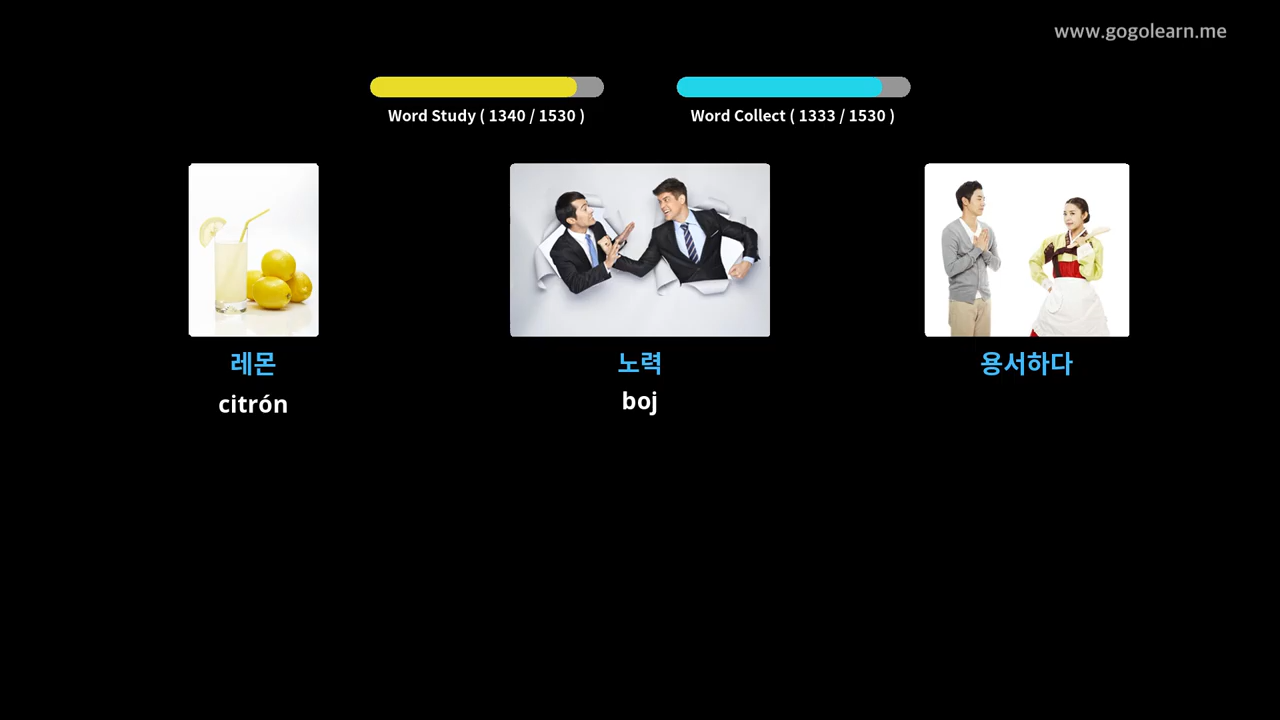 www.gogolearn.me
Word Study ( 1340 / 1530 )
Word Collect ( 1333 / 1530 )
레몬
노력
용서하다
citrón
boj